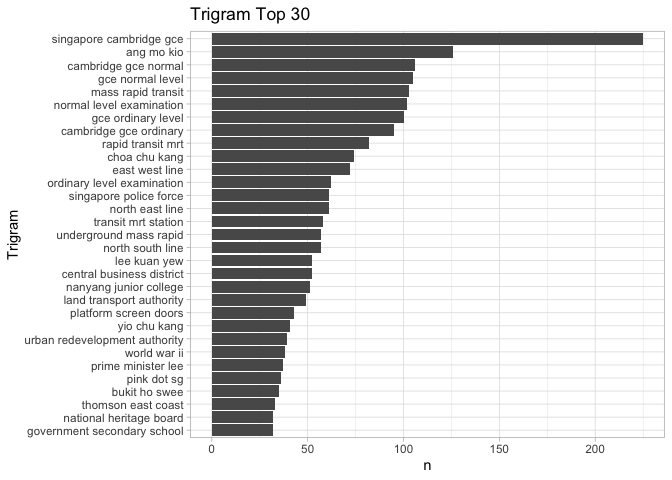 Trigram Top 30
Trigram
singapore cambridge gce
ang mo kio
cambridge gce normal
gce normal level
mass rapid transit
normal level examination
gce ordinary level
cambridge gce ordinary
rapid transit mrt
choa chu kang
east west line
ordinary level examination
singapore police force
north east line
transit mrt station
underground mass rapid
north south line
lee kuan yew
central business district
nanyang junior college
land transport authority
platform screen doors
yio chu kang
urban redevelopment authority
world war ii
prime minister lee
pink dot sg
bukit ho swee
thomson east coast
national heritage board
government secondary school
0 50 100 150 200
n